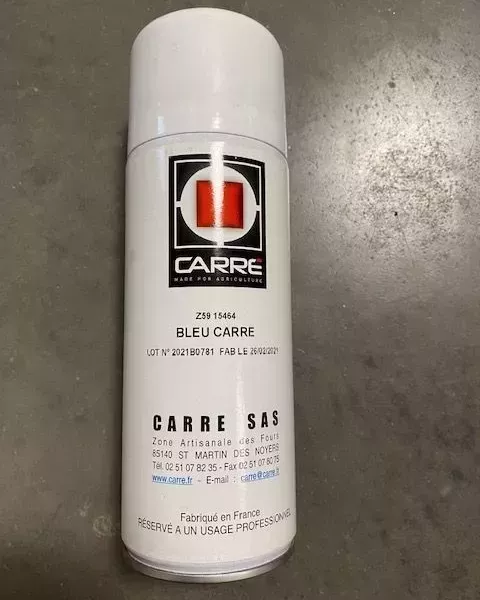 CARRE
MADE FOR AGRICULTURE
Z59 15464
BLEU CARRE
LOT N° 2021B0781 FAB LE 26/02/2021
CARRE SAS
Zone Artisanale des Fours
85140 ST MARTIN DES NOYERS
Tél. 02 51 07 82 35 - Fax 02 51 07 80 75
www.carre.fr - E-mail : carre@carre.fr
Fabriqué en France
RÉSERVÉ A UN USAGE PROFESSIONNEL